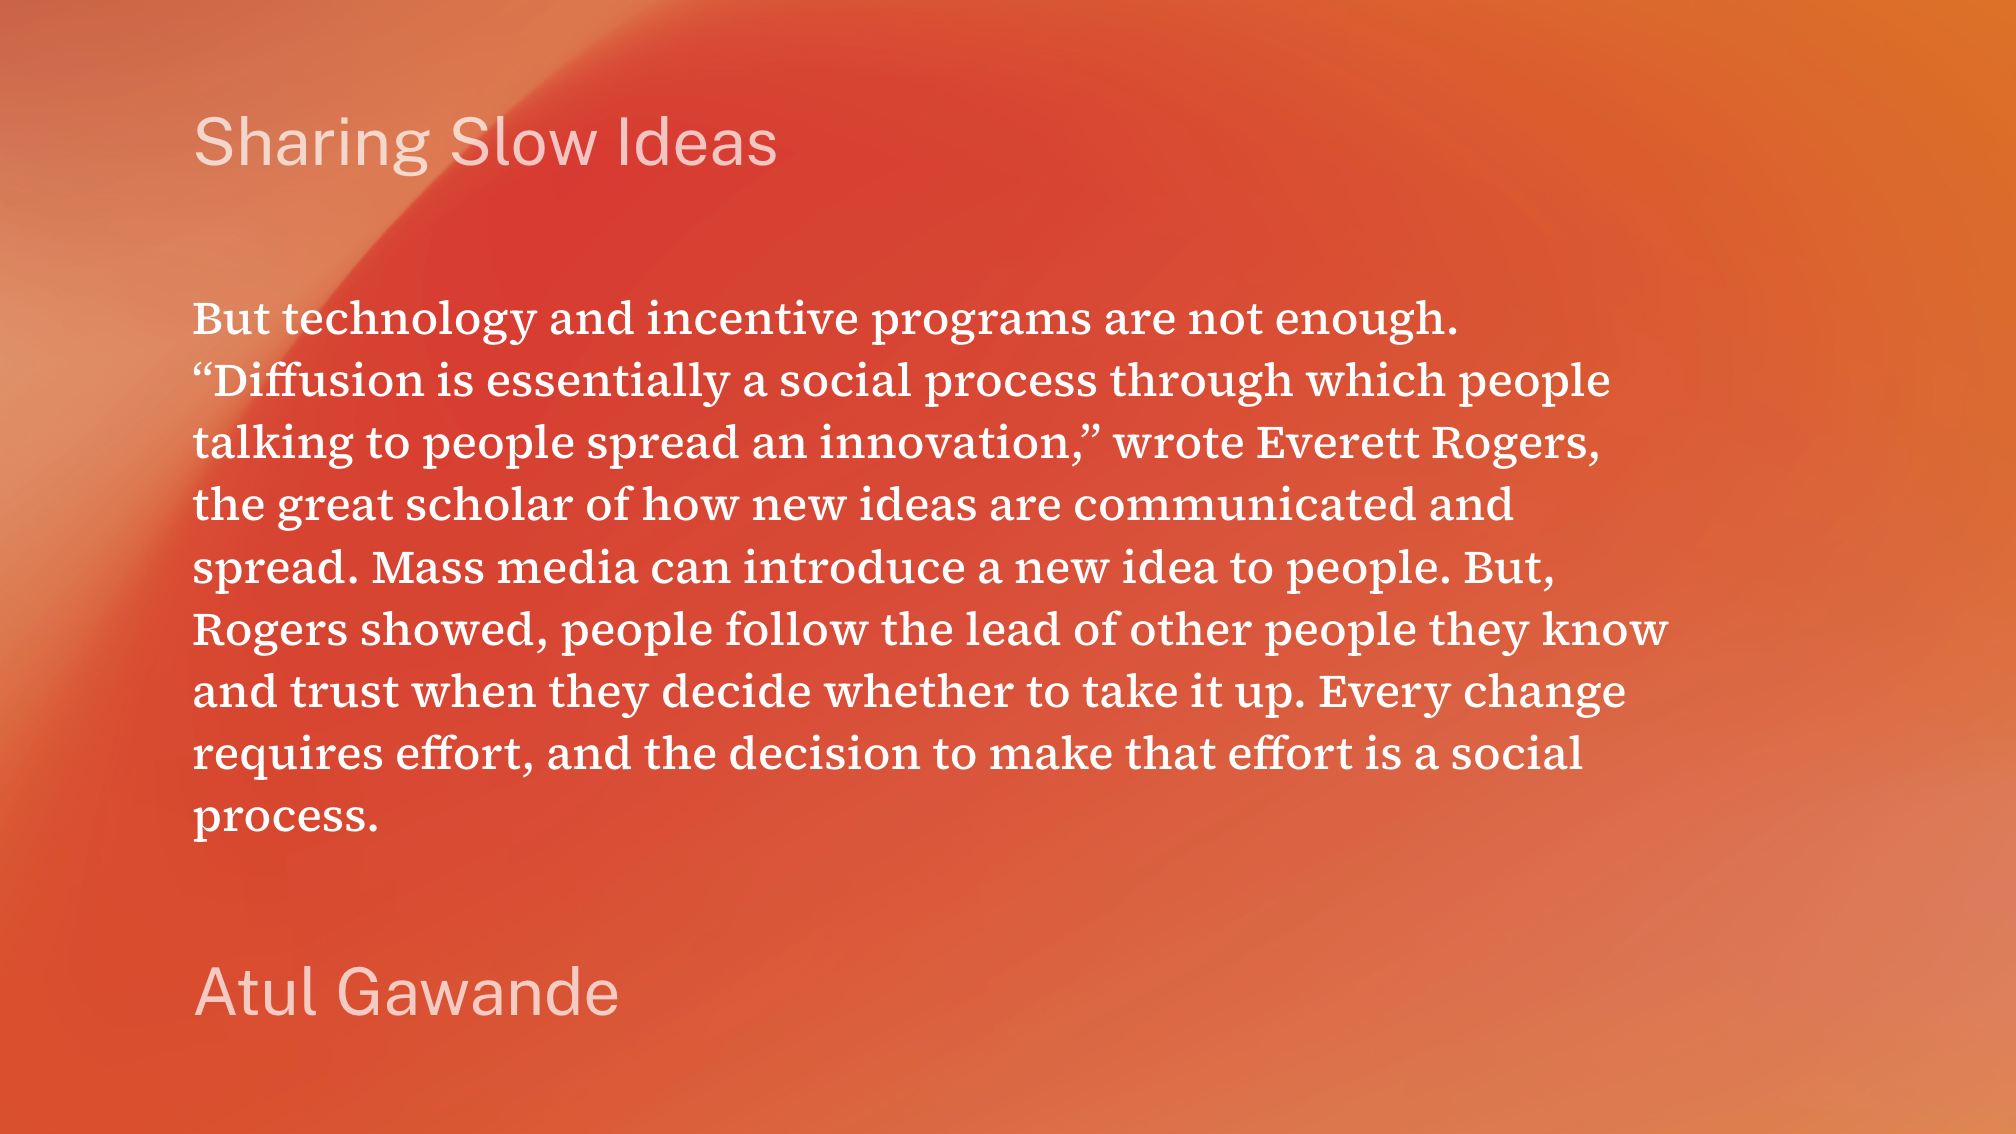 Sharing Slow Ideas
But technology and incentive programs are not enough.
“Diffusion is essentially a social process through which people
talking to people spread an innovation,” wrote Everett Rogers,
the great scholar of how new ideas are communicated and
spread. Mass media can introduce a new idea to people. But,
Rogers showed, people follow the lead of other people they know
and trust when they decide whether to take it up. Every change
requires effort, and the decision to make that effort is a social
process.
Atul Gawande